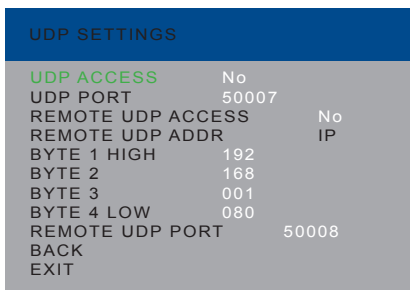 UDP SETTINGS
UDP ACCESS No
UDP PORT 50007
REMOTE UDP ACCESS No
REMOTE UDP ADDR IP
BYTE 1 HIGH 192
BYTE 2 168
BYTE 3 001
BYTE 4 LOW 080
REMOTE UDP PORT 50008
BACK
EXIT